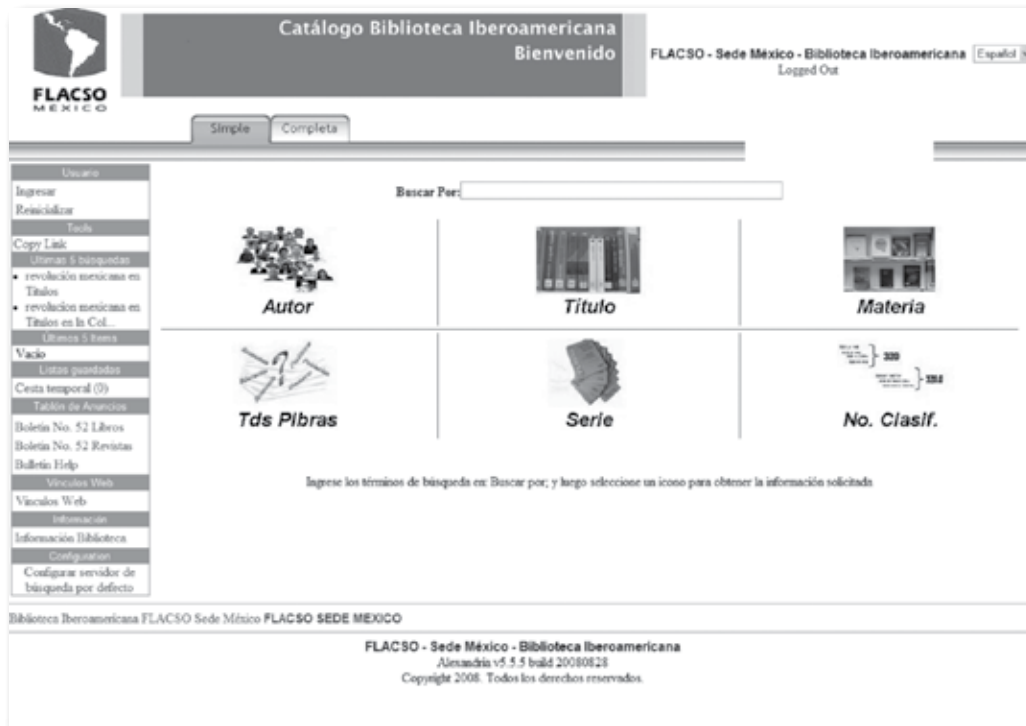 Catálogo Biblioteca Iberoamericana
Bienvenido
FLACSO - Sede México - Biblioteca Iberoamericana Español
Logged Out
FLACSO
MEXICO
Simple Completa
Usuario
Ingresar
Reinicializar
Tools
Copy Link
Ultimas 5 búsquedas
revolución mexicana en
Títulos
revolucion mexicana en
Títulos en la Col...
Últimos 5 Items
Vacío
Listas guardadas
Cesta temporal (0)
Tablón de Anuncios
Boletín No. 52 Libros
Boletín No. 52 Revistas
Bulletin Help
Vínculos Web
Vínculos Web
Información
Información Biblioteca
Configuration
Configurar servidor de
búsqueda por defecto
Buscar Por:
Autor Título Materia
320
Tds Plbras Serie No. Clasif.
Ingrese los términos de búsqueda en: Buscar por; y luego seleccione un icono para obtener la información solicitada
Biblioteca Iberoamericana FLACSO Sede México FLACSO SEDE MEXICO
FLACSO - Sede México - Biblioteca Iberoamericana
Alexandria v5.5.5 build 20080828
Copyright 2008. Todos los derechos reservados.